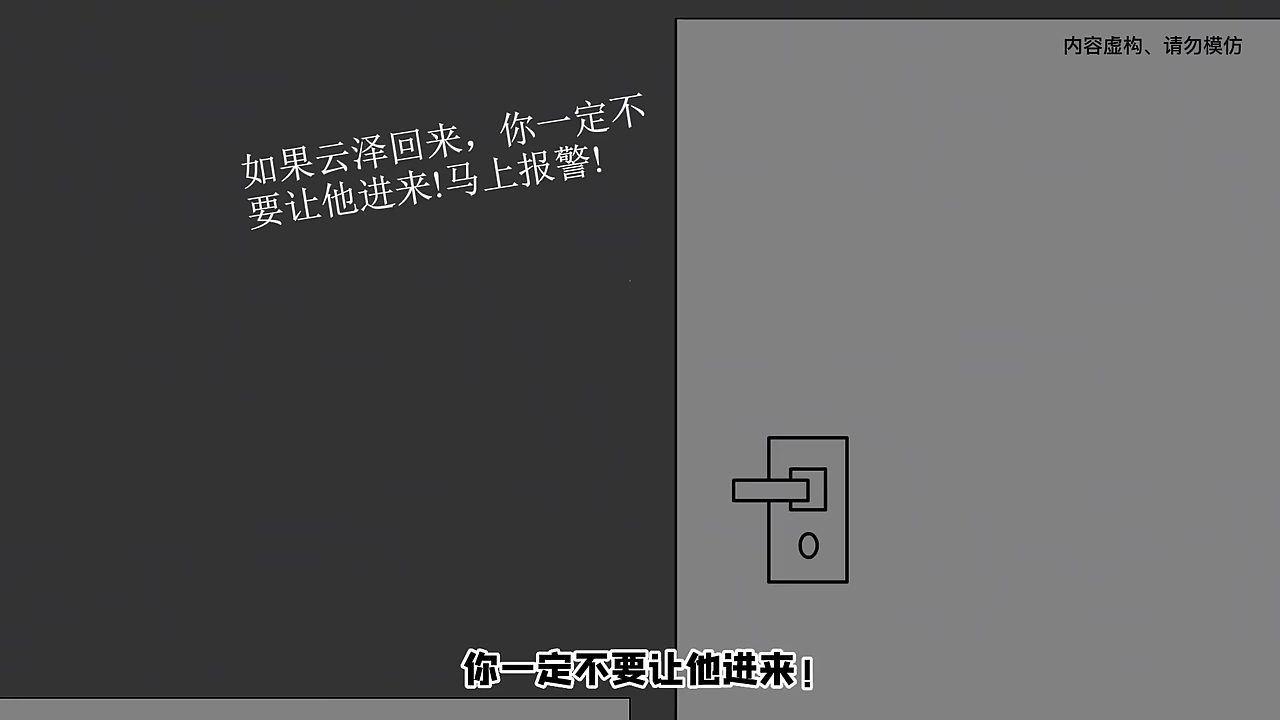 内容虚构、请勿模仿
如果云泽回来，你一定不
要让他进来!马上报警!
你一定不要让他进来!